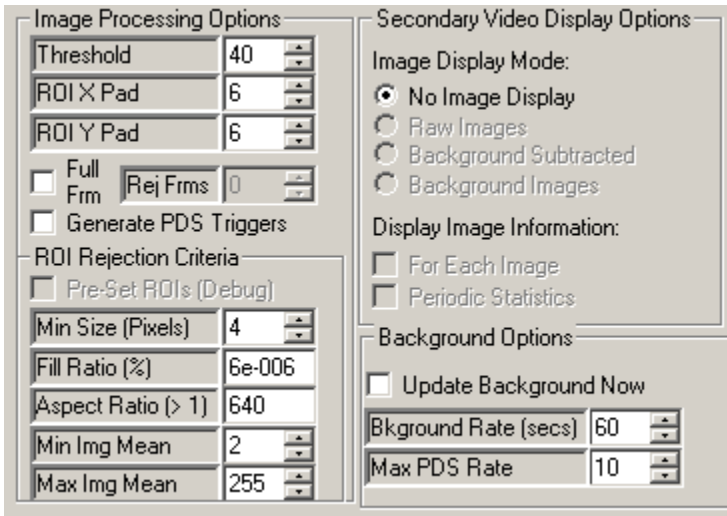 Image Processing Options
Threshold 40
ROI X Pad 6
ROI Y Pad 6
Full Frm Rej Frms 0
Generate PDS Triggers
ROI Rejection Criteria
Pre-Set ROIs (Debug)
Min Size (Pixels) 4
Fill Ratio (%) 6e-006
Aspect Ratio (> 1) 640
Min Img Mean 2
Max Img Mean 255
Secondary Video Display Options
Image Display Mode:
No Image Display
Raw Images
Background Subtracted
Background Images
Display Image Information:
For Each Image
Periodic Statistics
Background Options
Update Background Now
Bkground Rate (secs) 60
Max PDS Rate 10